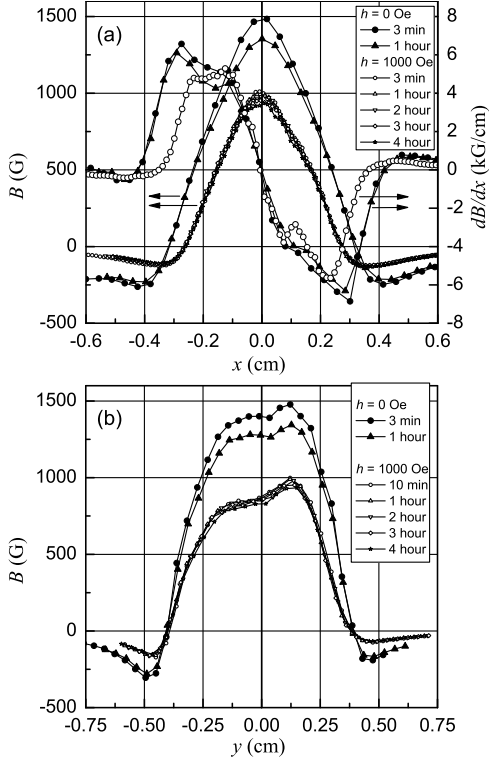 (a)
h = 0 Oe
3 min
1 hour
h = 1000 Oe
3 min
1 hour
2 hour
3 hour
4 hour
1500
1000
500
0
-500
B (G)
8
6
4
2
0
-2
-4
-6
-8
dB/dx (kG/cm)
-0.6 -0.4 -0.2 0.0 0.2 0.4 0.6
x (cm)
(b)
h = 0 Oe
3 min
1 hour
h = 1000 Oe
10 min
1 hour
2 hour
3 hour
4 hour
1500
1000
500
0
-500
B (G)
-0.75 -0.50 -0.25 0.00 0.25 0.50 0.75
y (cm)